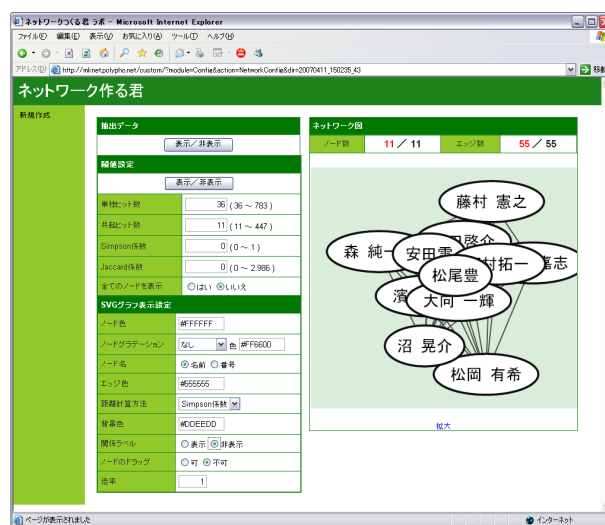 ネットワークつくる君 ラボ - Microsoft Internet Explorer
ファイル(F) 編集(E) 表示(V) お気に入り(A) ツール(T) ヘルプ(H)
アドレス(D) http://mknet.polypho.net/custom/?module=Config&action=NetworkConfig&dir=20070411_150235_43 移動
ネットワーク作る君
新規作成
抽出データ
表示/非表示
閾値設定
表示/非表示
単独ヒット数 36 (36 ~ 783)
共起ヒット数 11 (11 ~ 447)
Simpson係数 0 (0 ~ 1)
Jaccard係数 0 (0 ~ 2.986)
全てのノードを表示 はい いいえ
SVGグラフ表示設定
ノード色 #FFFFFF
ノードグラデーション なし 色 #FF6600
ノード名 名前 番号
エッジ色 #555555
距離計算方法 Simpson係数
背景色 #DDEEDD
関係ラベル 表示 非表示
ノードのドラッグ 可 不可
倍率 1
ネットワーク図
ノード数 11 / 11 エッジ数 55 / 55
藤村 憲之
森 純一
安田雪
啓介
村拓一
嘉志
松尾豊
濱
大向 一輝
沼 晃介
松岡 有希
拡大
ページが表示されました インターネット